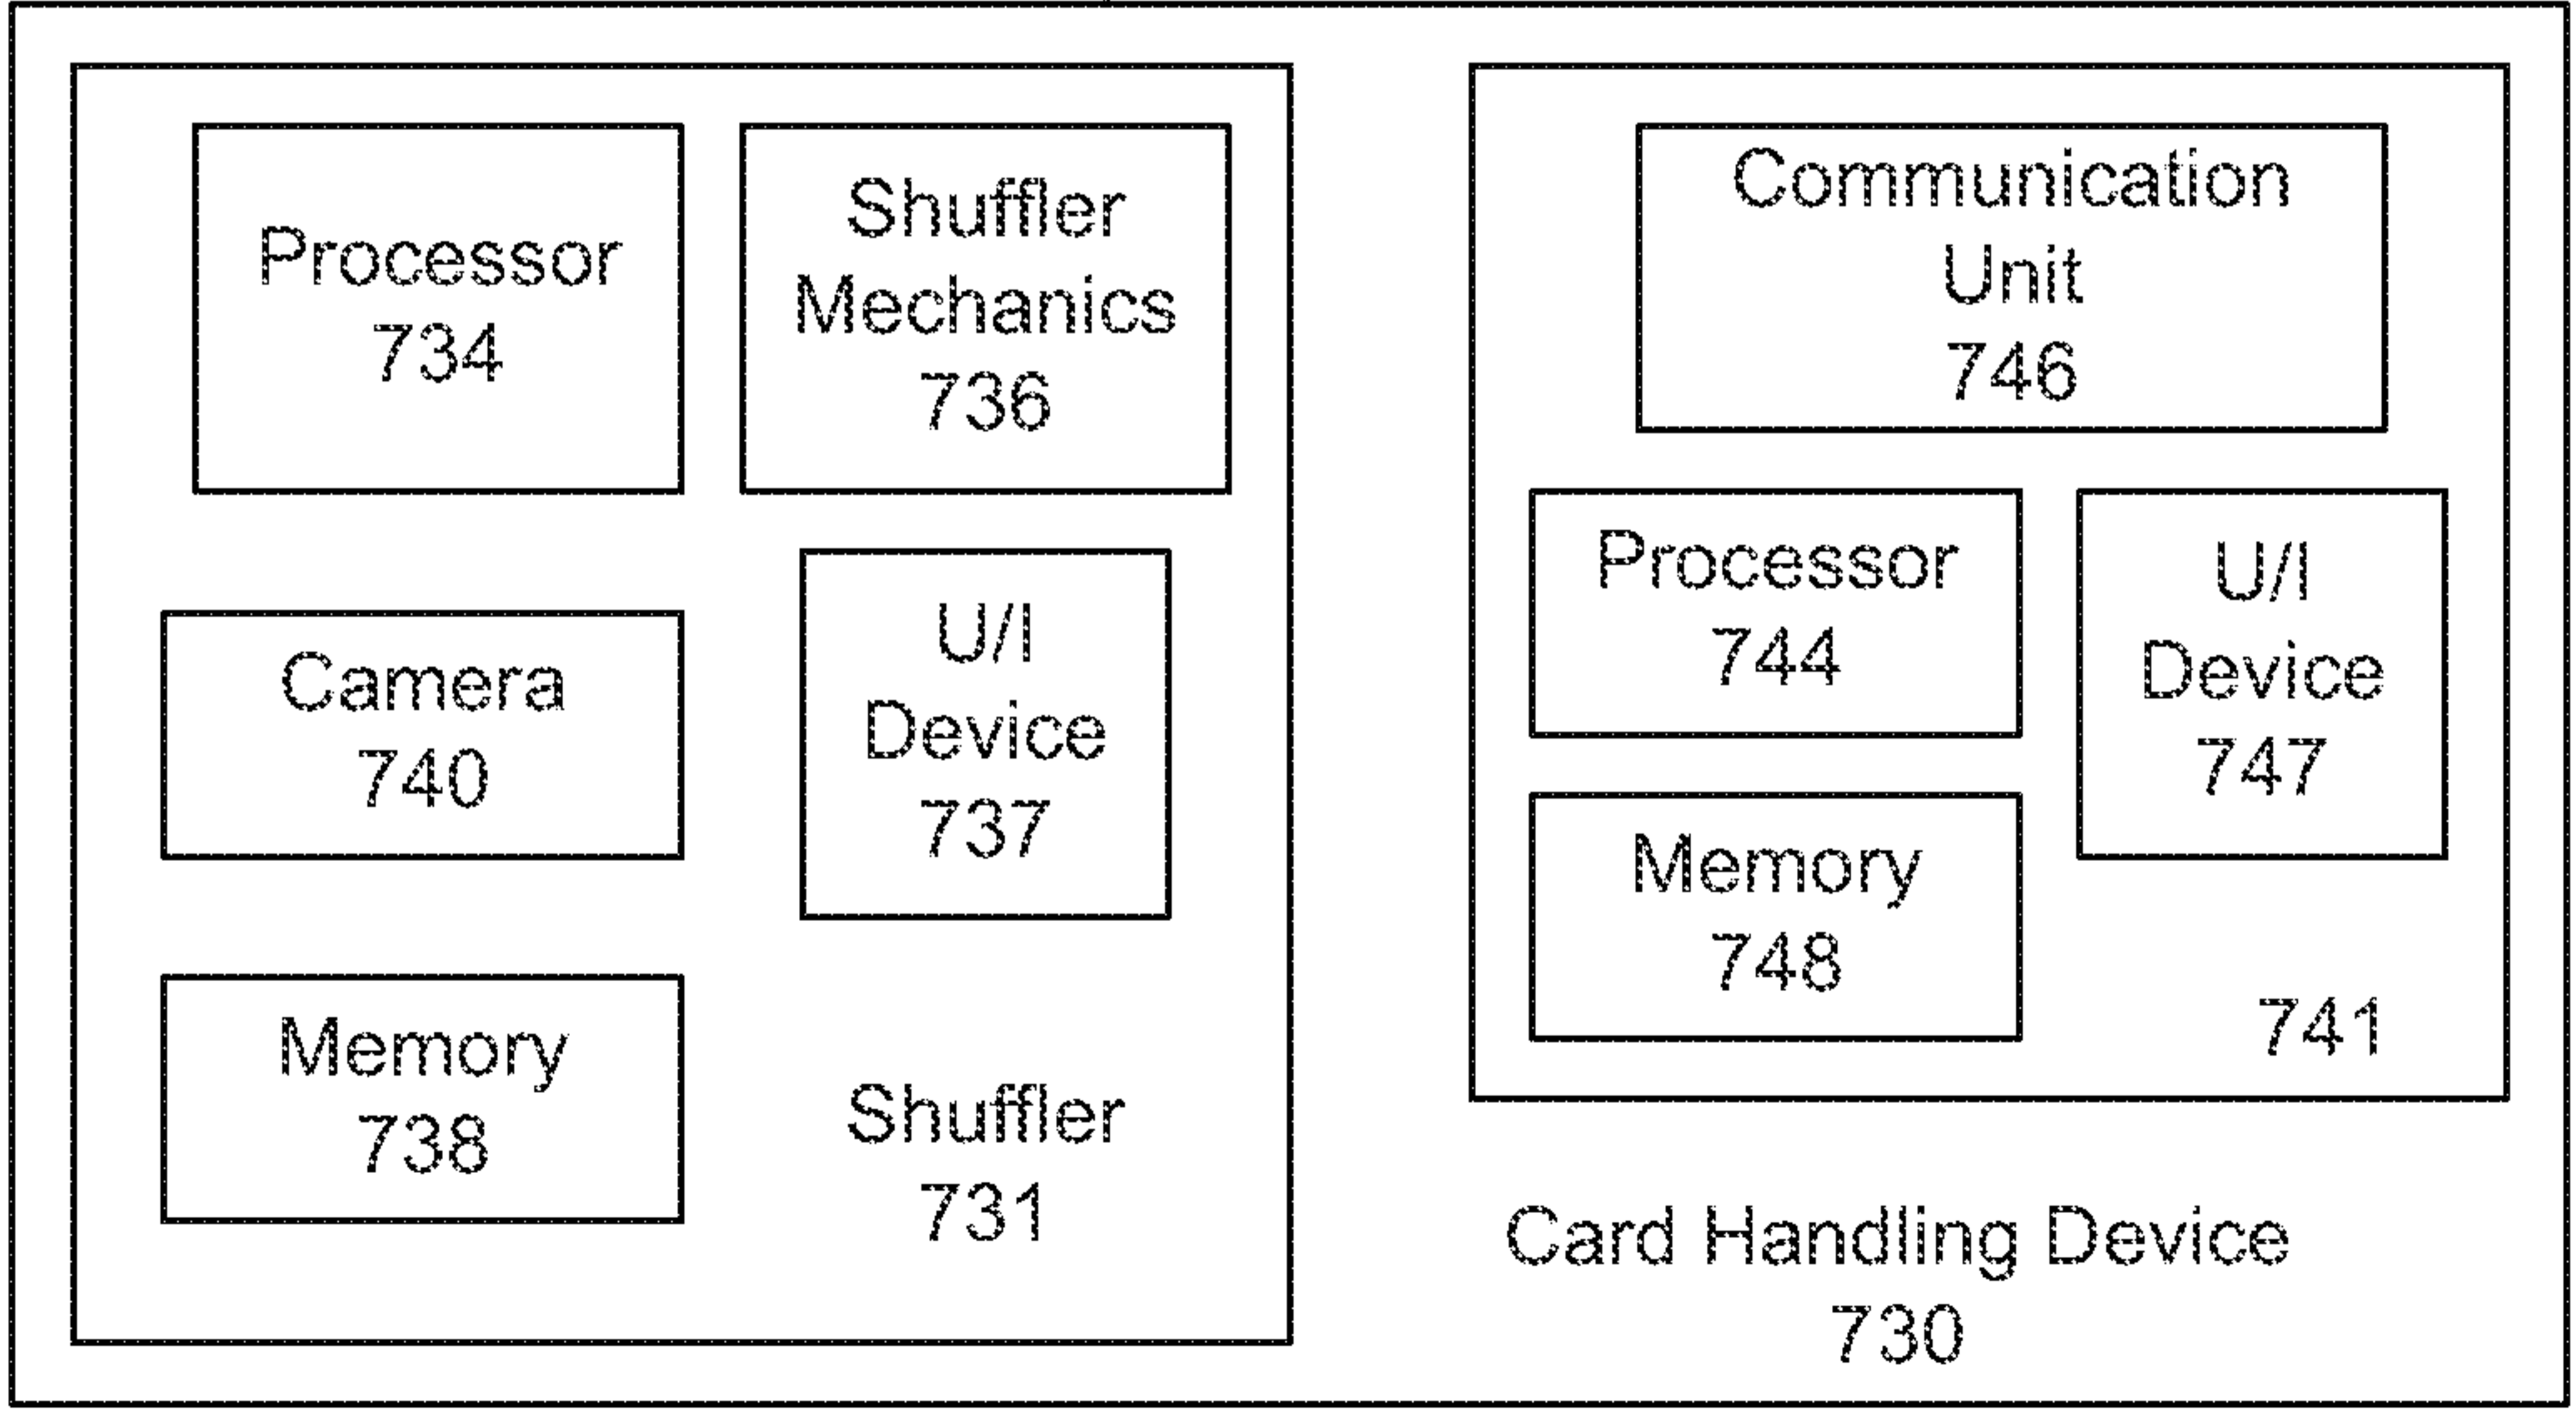 Processor
734
Shuffler
Mechanics
736
Camera
740
U/I
Device
737
Memory
738
Shuffler
731
Communication
Unit
746
Processor
744
U/I
Device
747
Memory
748
741
Card Handling Device
730